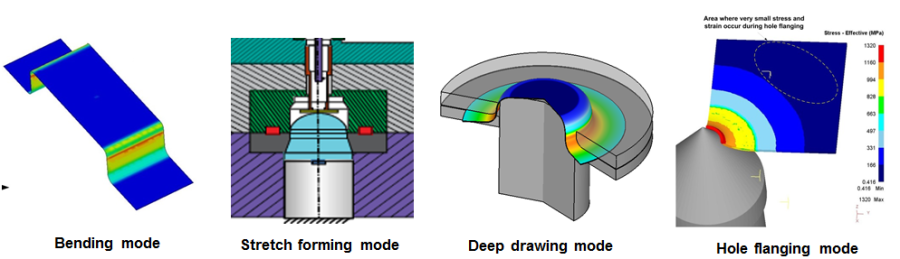 Area where very small stress and
strain occur during hole flanging
Stress - Effective (MPa)
1320
1160
994
828
663
497
331
166
0.418
0.418 Min
1320 Max
Bending mode
Stretch forming mode
Deep drawing mode
Hole flanging mode